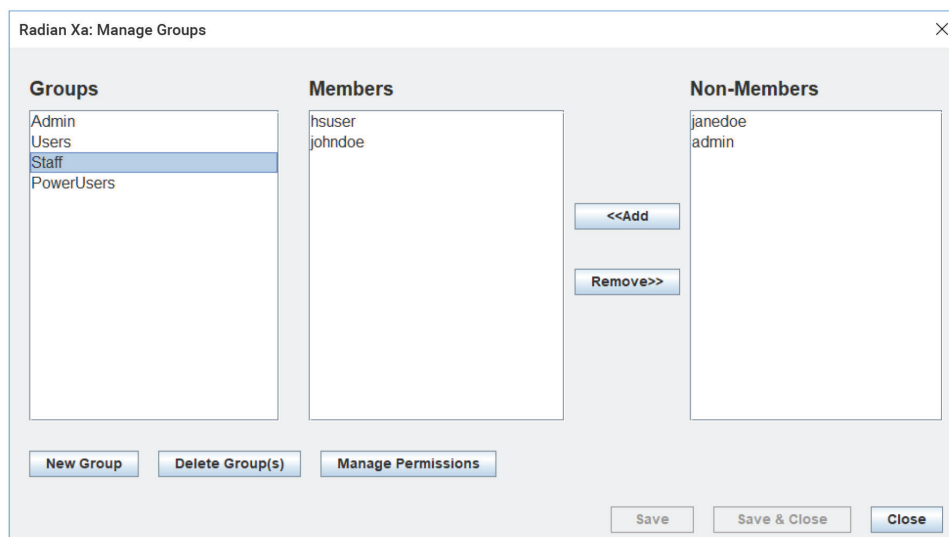 Radian Xa: Manage Groups
Groups
Members
Non-Members
Admin
Users
Staff
PowerUsers
hsuser
johndoe
janedoe
admin
<<Add
Remove>>
New Group
Delete Group(s)
Manage Permissions
Save
Save & Close
Close